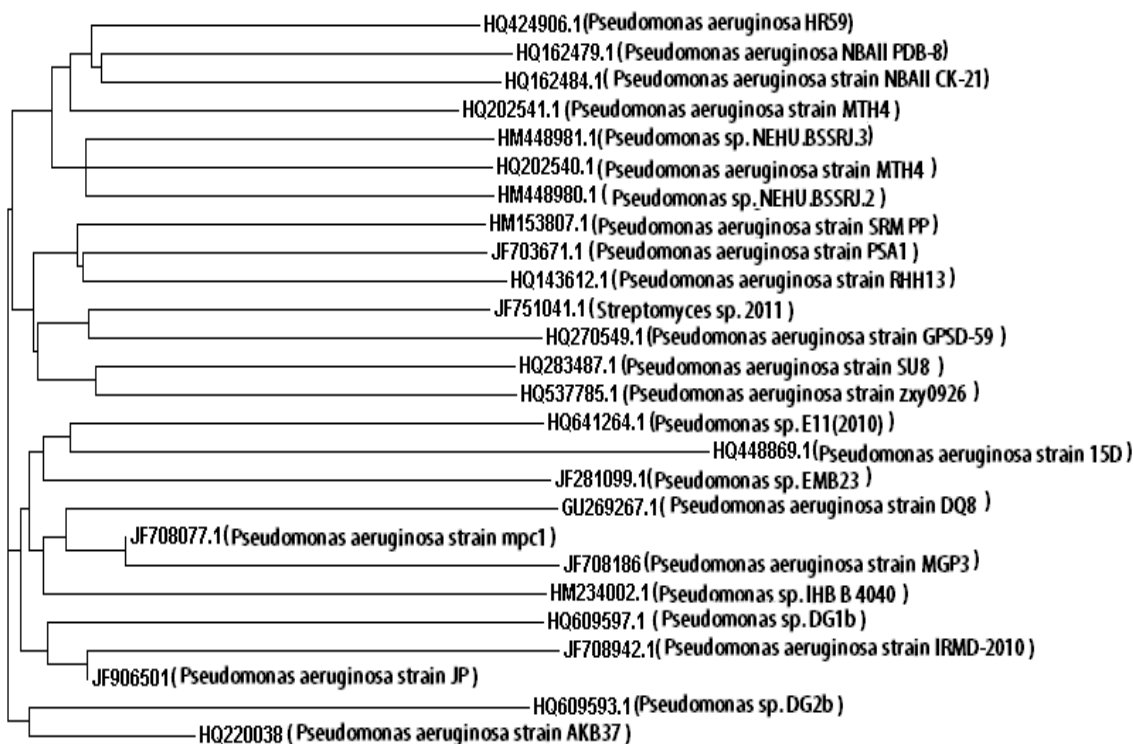 HQ424906.1(Pseudomonas aeruginosa HR59)
HQ162479.1(Pseudomonas aeruginosa NBAII PDB-8)
HQ162484.1( Pseudomonas aeruginosa strain NBAII CK-21)
HQ202541.1 (Pseudomonas aeruginosa strain MTH4 )
HM448981.1(Pseudomonas sp. NEHU.BSSRJ.3)
HQ202540.1( Pseudomonas aeruginosa strain MTH4 )
HM448980.1 ( Pseudomonas sp._NEHU.BSSRJ.2 )
HM153807.1( Pseudomonas aeruginosa strain SRM PP )
JF703671.1 (Pseudomonas aeruginosa strain PSA1 )
HQ143612.1 (Pseudomonas aeruginosa strain RHH13 )
JF751041.1(Streptomyces sp. 2011 )
HQ270549.1(Pseudomonas aeruginosa strain GPSD-59 )
HQ283487.1 (Pseudomonas aeruginosa strain SU8 )
HQ537785.1(Pseudomonas aeruginosa strain zxy0926 )
HQ641264.1 (Pseudomonas sp. E11(2010) )
HQ448869.1(Pseudomonas aeruginosa strain 15D)
JF281099.1(Pseudomonas sp. EMB23 )
GU269267.1( Pseudomonas aeruginosa strain DQ8 )
JF708077.1(Pseudomonas aeruginosa strain mpc1 )
JF708186 (Pseudomonas aeruginosa strain MGP3 )
HM234002.1 (Pseudomonas sp. IHB B 4040 )
HQ609597.1 ( Pseudomonas sp. DG1b )
JF708942.1( Pseudomonas aeruginosa strain IRMD-2010 )
JF906501( Pseudomonas aeruginosa strain JP )
HQ609593.1 (Pseudomonas sp. DG2b )
HQ220038 ( Pseudomonas aeruginosa strain AKB37 )